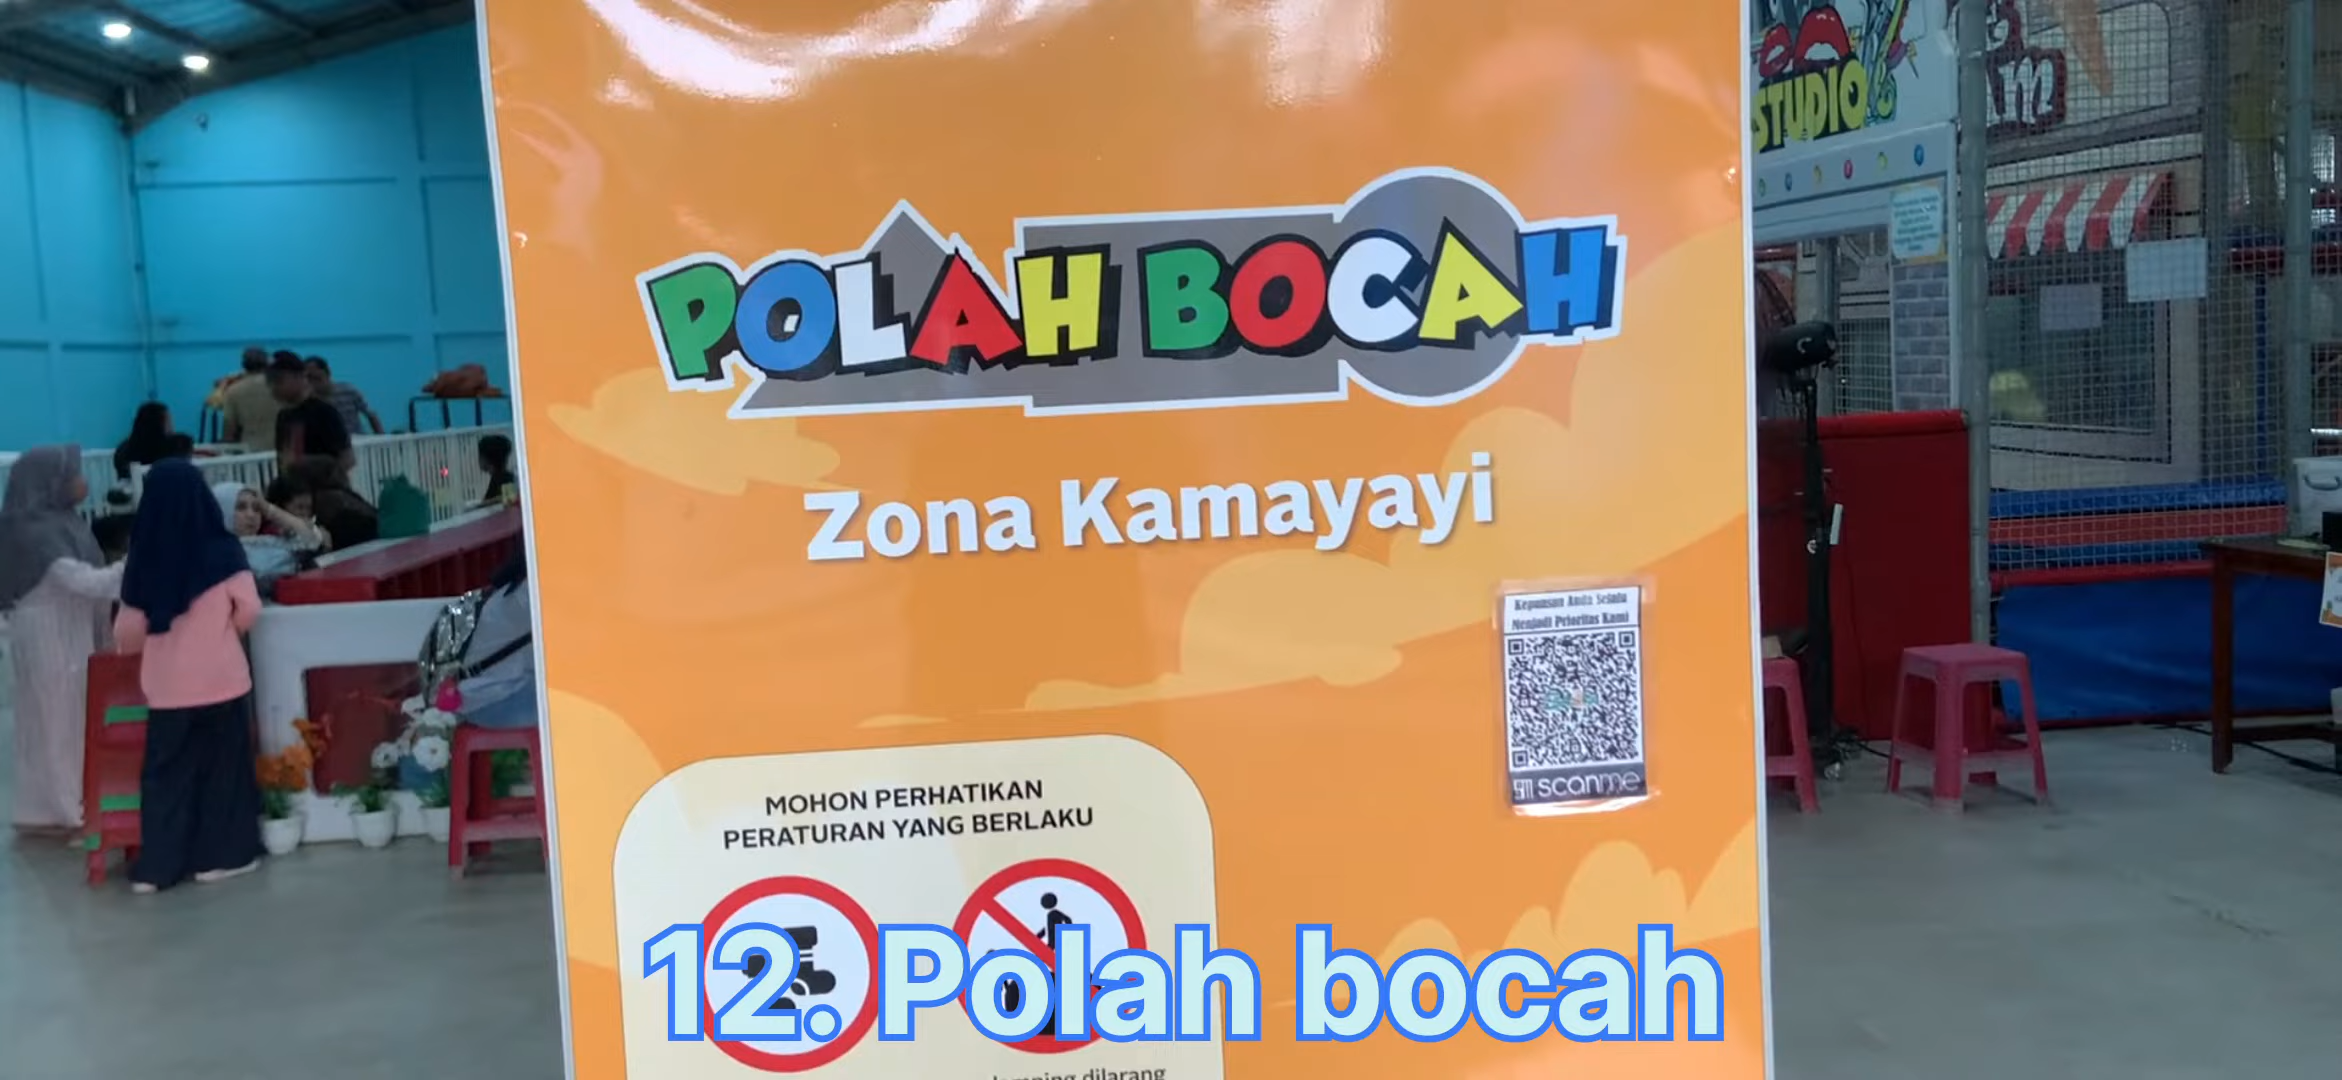 STUDIO
POLAH BOCAH
Zona Kamayayi
Kepuasan Anda Selalu
Menjadi Prioritas Kami
scanme
MOHON PERHATIKAN
PERATURAN YANG BERLAKU
12. Polah bocah
dilarang